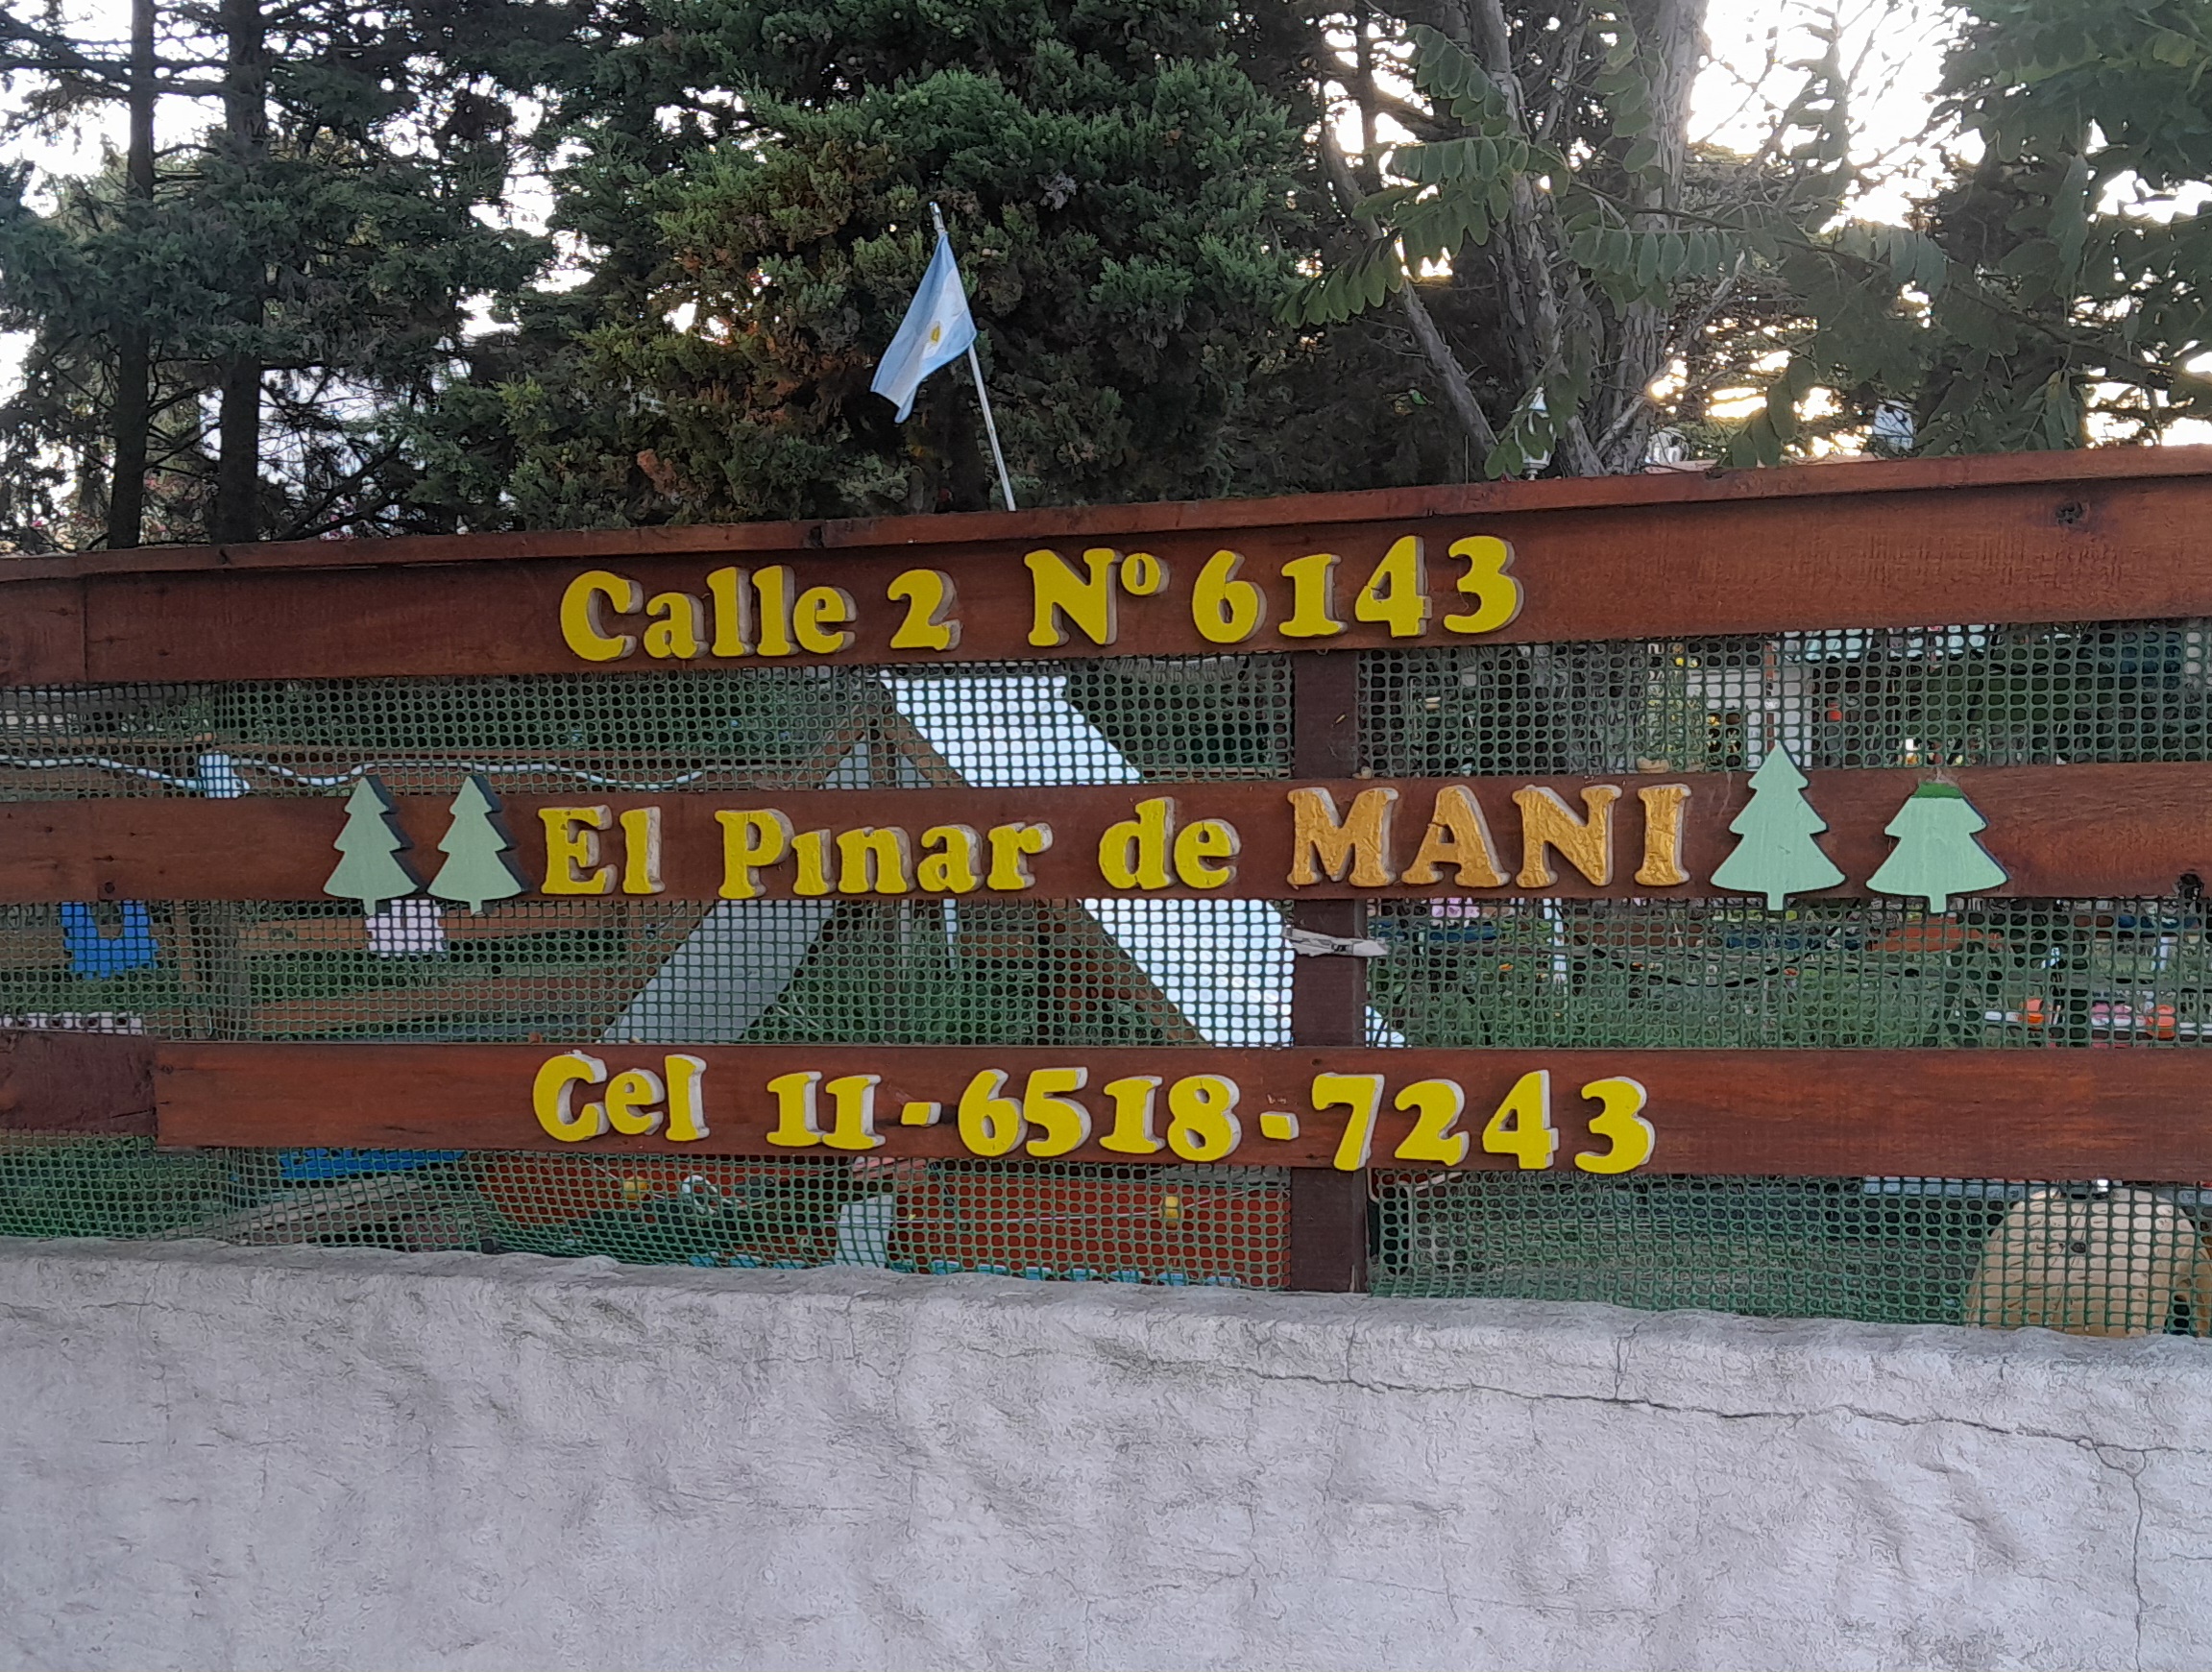 Calle 2 Nº 6143
El Pinar de MANI
Cel 11-6518-7243